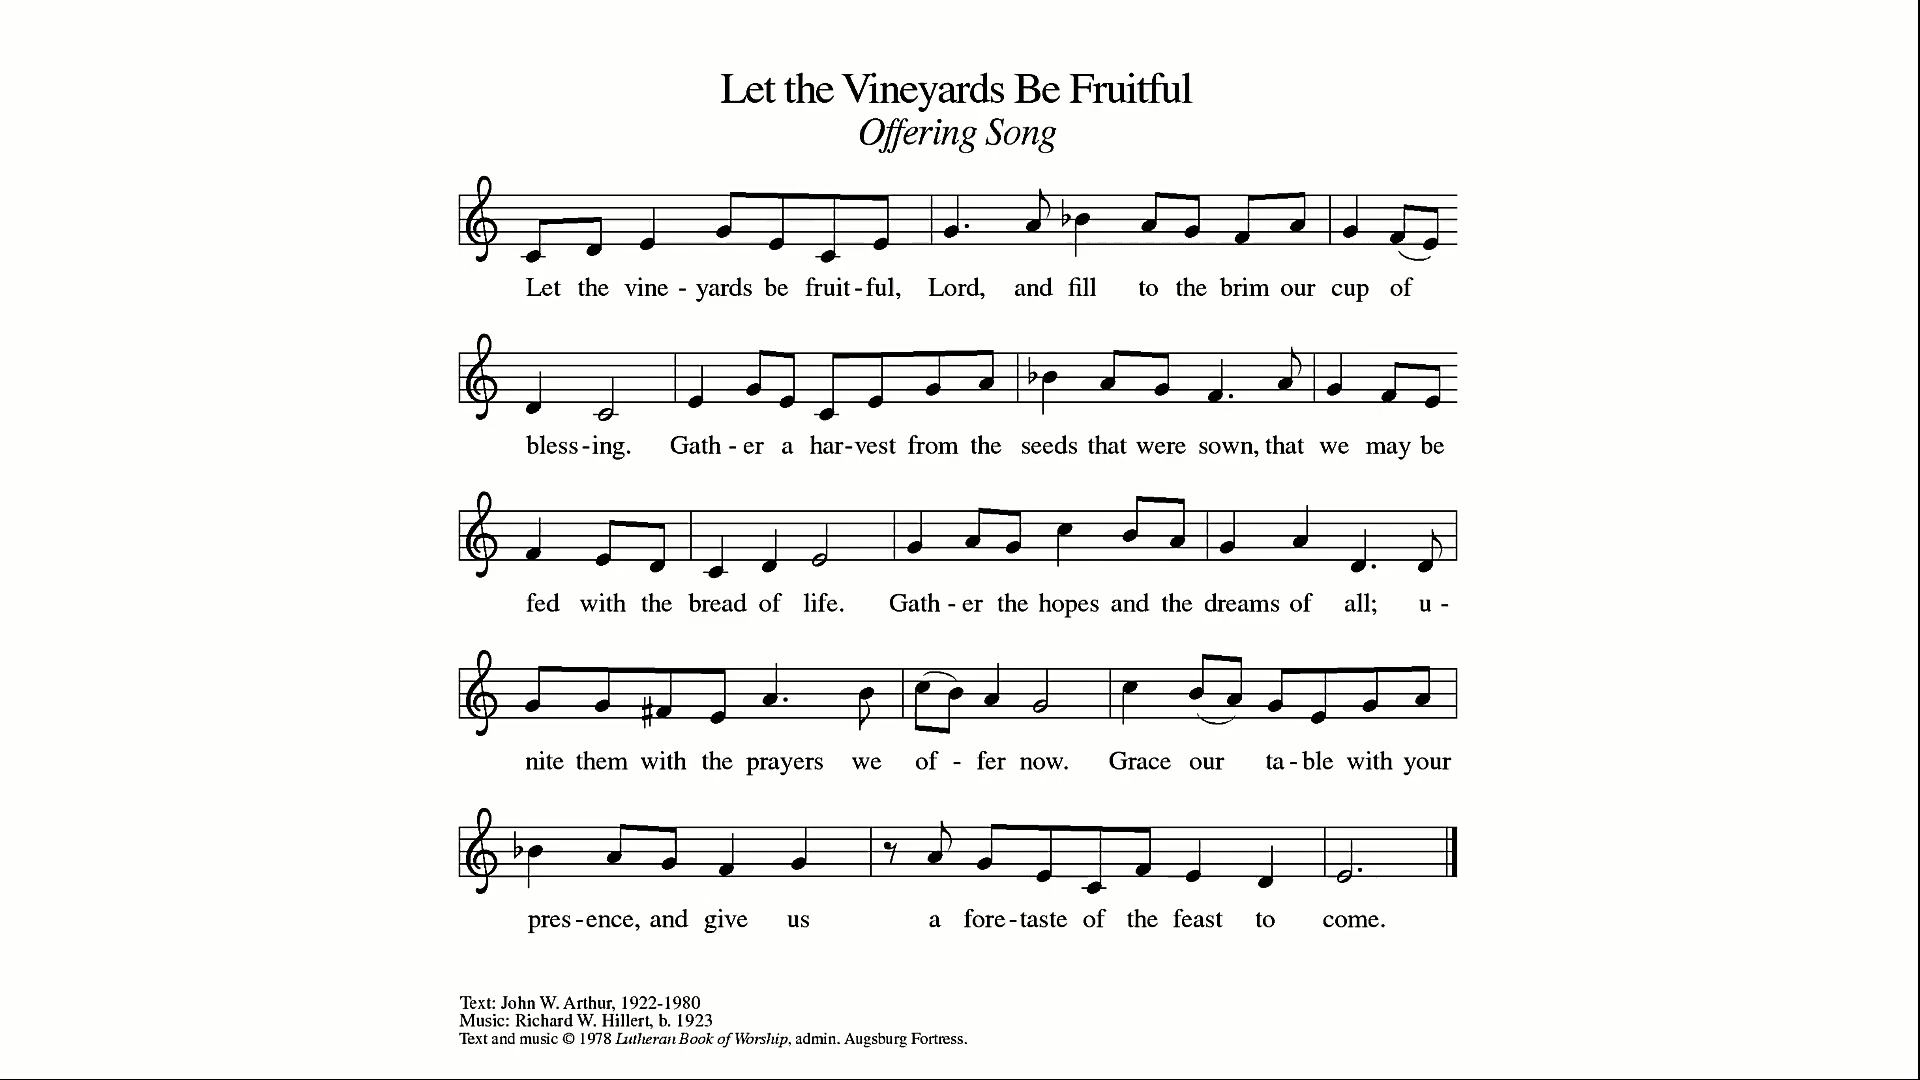 Let the Vineyards Be Fruitful
Offering Song
Let the vine - yards be fruit - ful, Lord, and fill to the brim our cup of
bless - ing. Gath - er a har - vest from the seeds that were sown, that we may be
fed with the bread of life. Gath - er the hopes and the dreams of all; u -
nite them with the prayers we of - fer now. Grace our ta - ble with your
pres - ence, and give us a fore - taste of the feast to come.
Text: John W. Arthur, 1922-1980
Music: Richard W. Hillert, b. 1923
Text and music © 1978 Lutheran Book of Worship, admin. Augsburg Fortress.